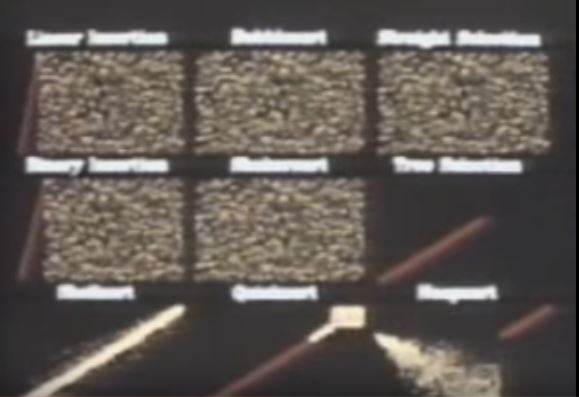 Linear Insertion
Bubblesort
Straight Selection
Binary Insertion
Shakersort
Tree Selection
Shellsort
Quicksort
Heapsort